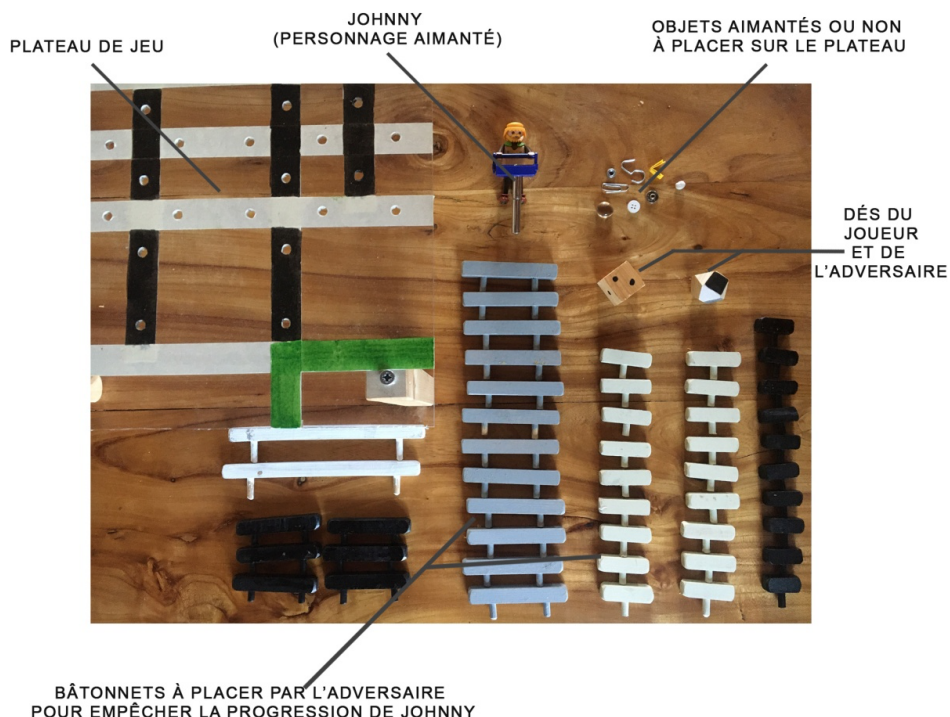 PLATEAU DE JEU
JOHNNY
(PERSONNAGE AIMANTÉ)
OBJETS AIMANTÉS OU NON
À PLACER SUR LE PLATEAU
DÉS DU
JOUEUR
ET DE
L'ADVERSAIRE
BÂTONNETS À PLACER PAR L'ADVERSAIRE
POUR EMPÊCHER LA PROGRESSION DE JOHNNY